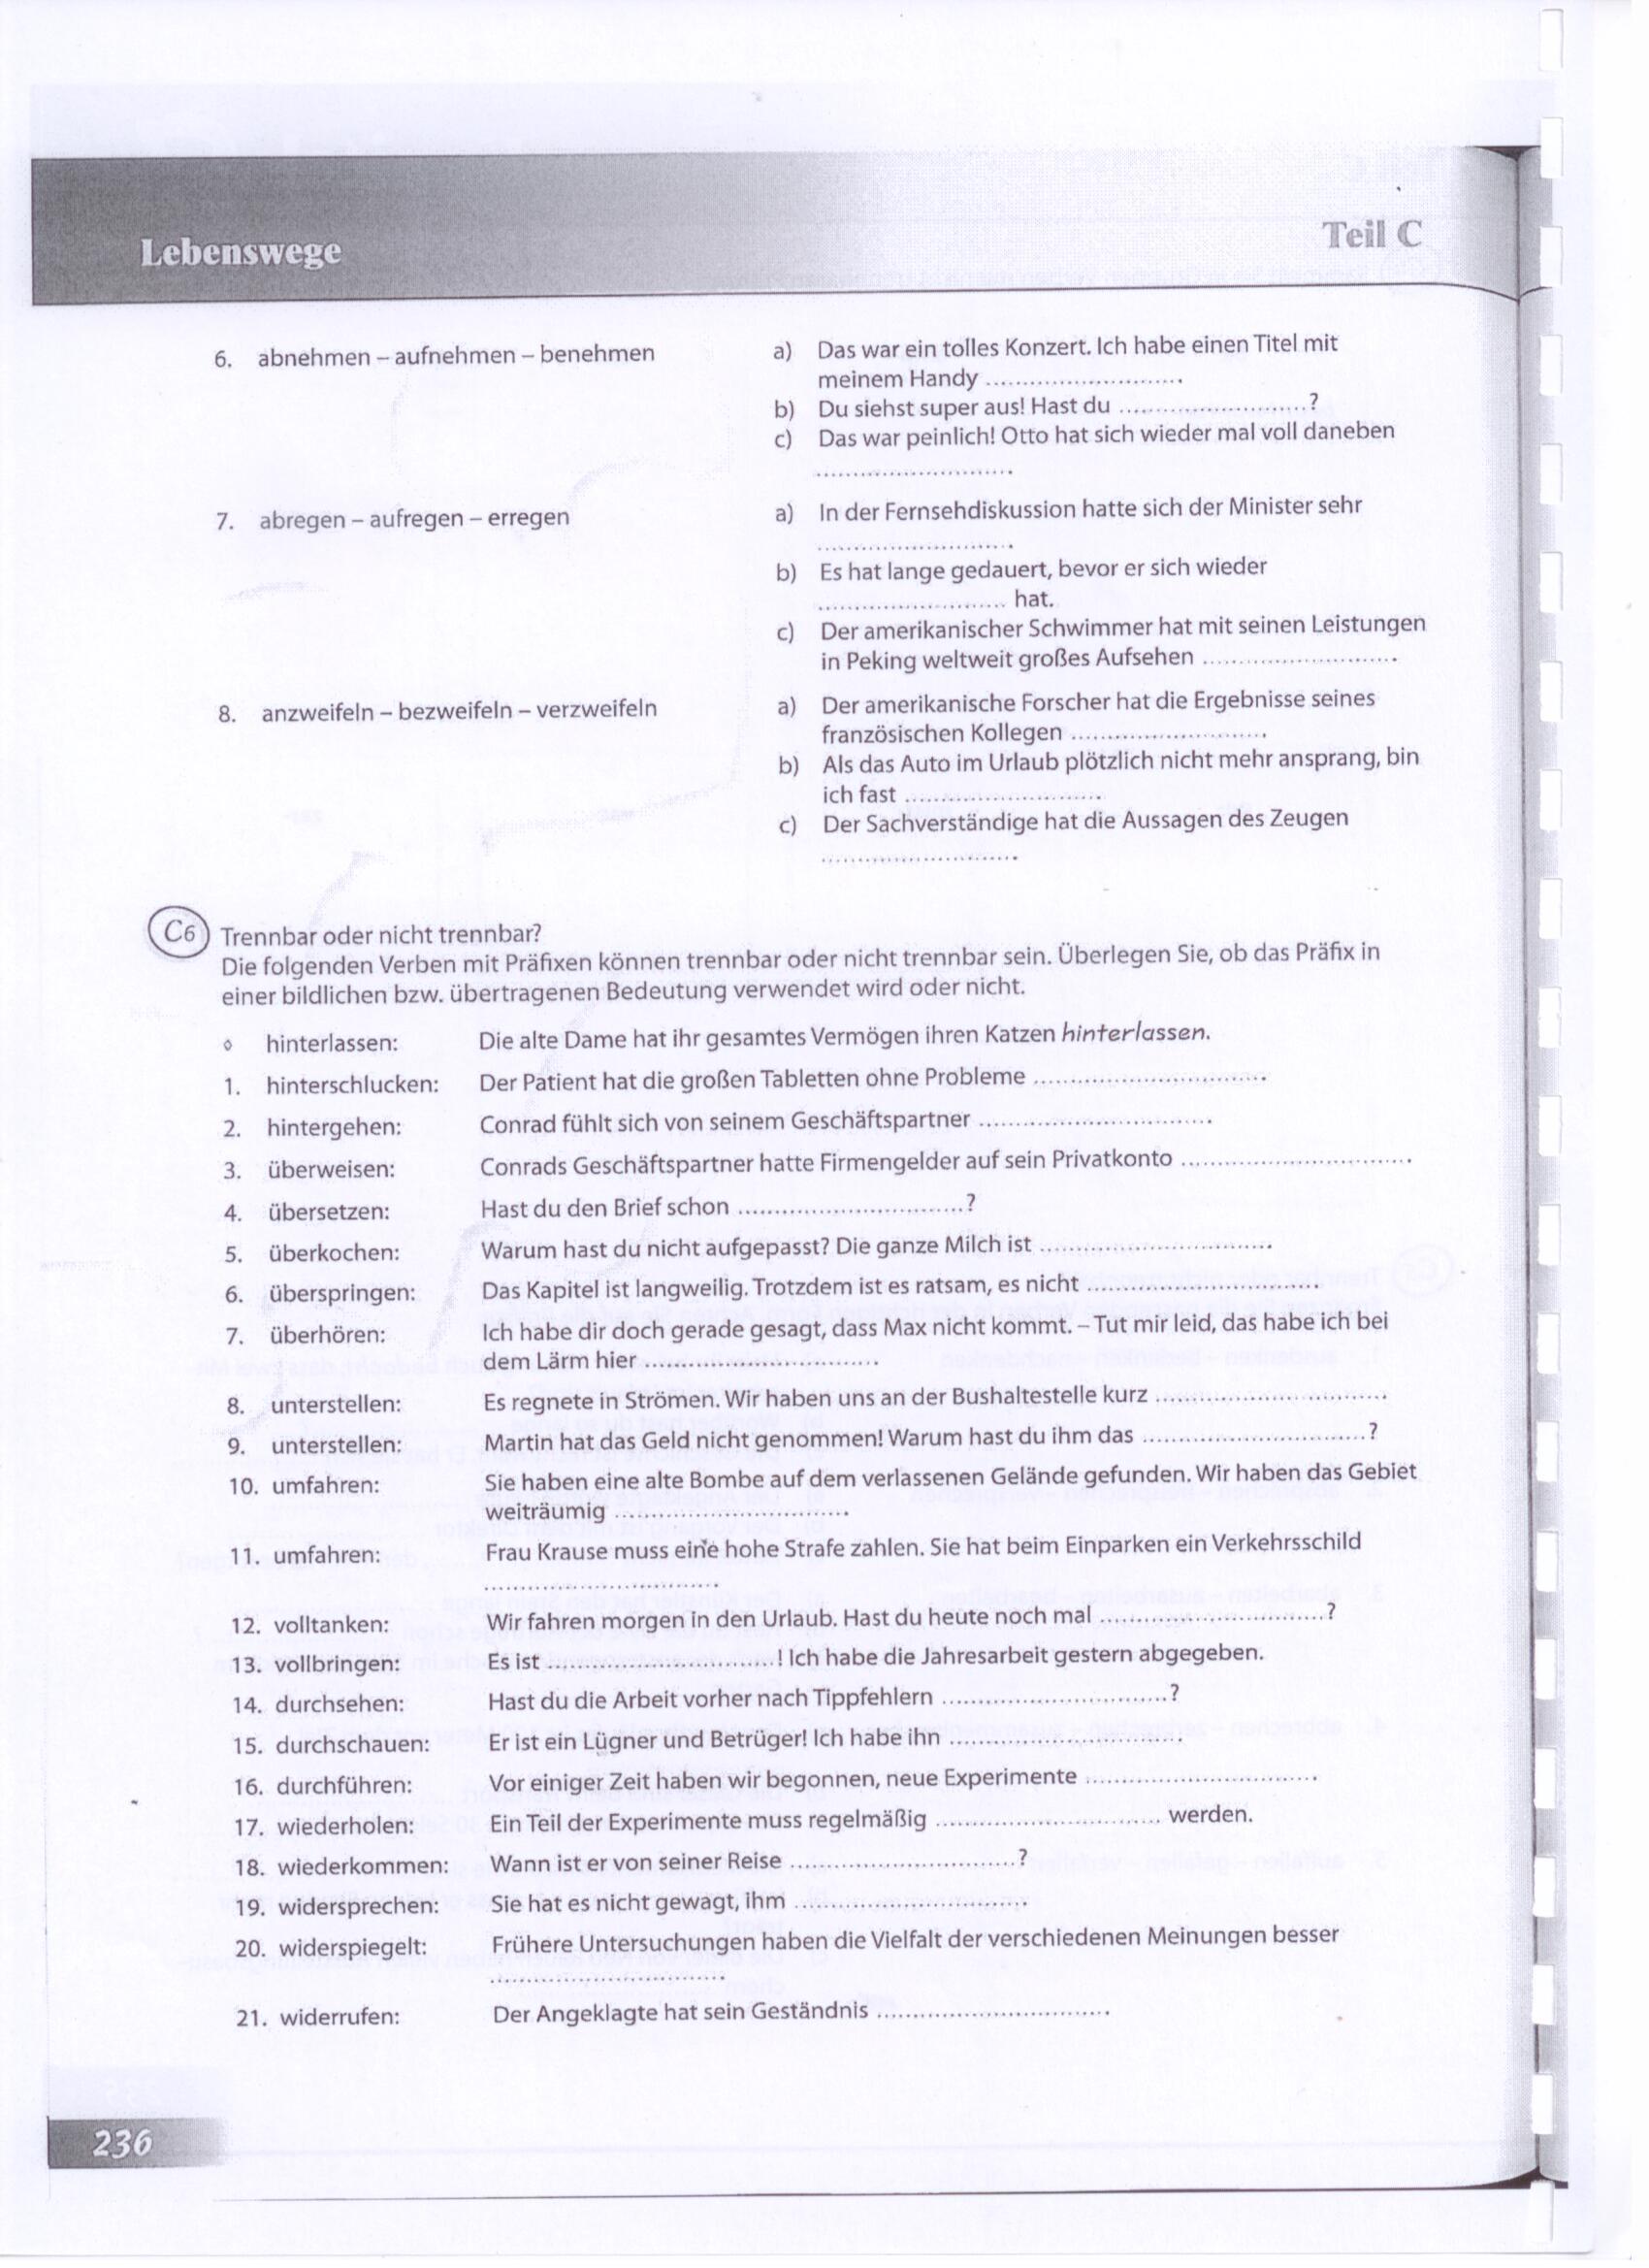 Lebenswege
Teil C
6. abnehmen – aufnehmen – benehmen
a) Das war ein tolles Konzert. Ich habe einen Titel mit
meinem Handy ...........................
b) Du siehst super aus! Hast du ..........................?
c) Das war peinlich! Otto hat sich wieder mal voll daneben
...........................
7. abregen – aufregen – erregen
a) In der Fernsehdiskussion hatte sich der Minister sehr
...........................
b) Es hat lange gedauert, bevor er sich wieder
.......................... hat.
c) Der amerikanischer Schwimmer hat mit seinen Leistungen
in Peking weltweit großes Aufsehen ...........................
8. anzweifeln – bezweifeln – verzweifeln
a) Der amerikanische Forscher hat die Ergebnisse seines
französischen Kollegen ...........................
b) Als das Auto im Urlaub plötzlich nicht mehr ansprang, bin
ich fast ...........................
c) Der Sachverständige hat die Aussagen des Zeugen
...........................
C6 Trennbar oder nicht trennbar?
Die folgenden Verben mit Präfixen können trennbar oder nicht trennbar sein. Überlegen Sie, ob das Präfix in
einer bildlichen bzw. übertragenen Bedeutung verwendet wird oder nicht.
◊ hinterlassen: Die alte Dame hat ihr gesamtes Vermögen ihren Katzen hinterlassen.
1. hinterschlucken: Der Patient hat die großen Tabletten ohne Probleme ................................
2. hintergehen: Conrad fühlt sich von seinem Geschäftspartner ................................
3. überweisen: Conrads Geschäftspartner hatte Firmengelder auf sein Privatkonto ................................
4. übersetzen: Hast du den Brief schon ...............................?
5. überkochen: Warum hast du nicht aufgepasst? Die ganze Milch ist ................................
6. überspringen: Das Kapitel ist langweilig. Trotzdem ist es ratsam, es nicht ................................
7. überhören: Ich habe dir doch gerade gesagt, dass Max nicht kommt. – Tut mir leid, das habe ich bei
dem Lärm hier ................................
8. unterstellen: Es regnete in Strömen. Wir haben uns an der Bushaltestelle kurz ................................
9. unterstellen: Martin hat das Geld nicht genommen! Warum hast du ihm das ...............................?
10. umfahren: Sie haben eine alte Bombe auf dem verlassenen Gelände gefunden. Wir haben das Gebiet
weiträumig ................................
11. umfahren: Frau Krause muss eine hohe Strafe zahlen. Sie hat beim Einparken ein Verkehrsschild
................................
12. volltanken: Wir fahren morgen in den Urlaub. Hast du heute noch mal ...............................?
13. vollbringen: Es ist ...............................! Ich habe die Jahresarbeit gestern abgegeben.
14. durchsehen: Hast du die Arbeit vorher nach Tippfehlern ...............................?
15. durchschauen: Er ist ein Lügner und Betrüger! Ich habe ihn ................................
16. durchführen: Vor einiger Zeit haben wir begonnen, neue Experimente ................................
17. wiederholen: Ein Teil der Experimente muss regelmäßig ............................... werden.
18. wiederkommen: Wann ist er von seiner Reise ...............................?
19. widersprechen: Sie hat es nicht gewagt, ihm ................................
20. widerspiegelt: Frühere Untersuchungen haben die Vielfalt der verschiedenen Meinungen besser
................................
21. widerrufen: Der Angeklagte hat sein Geständnis ................................
236